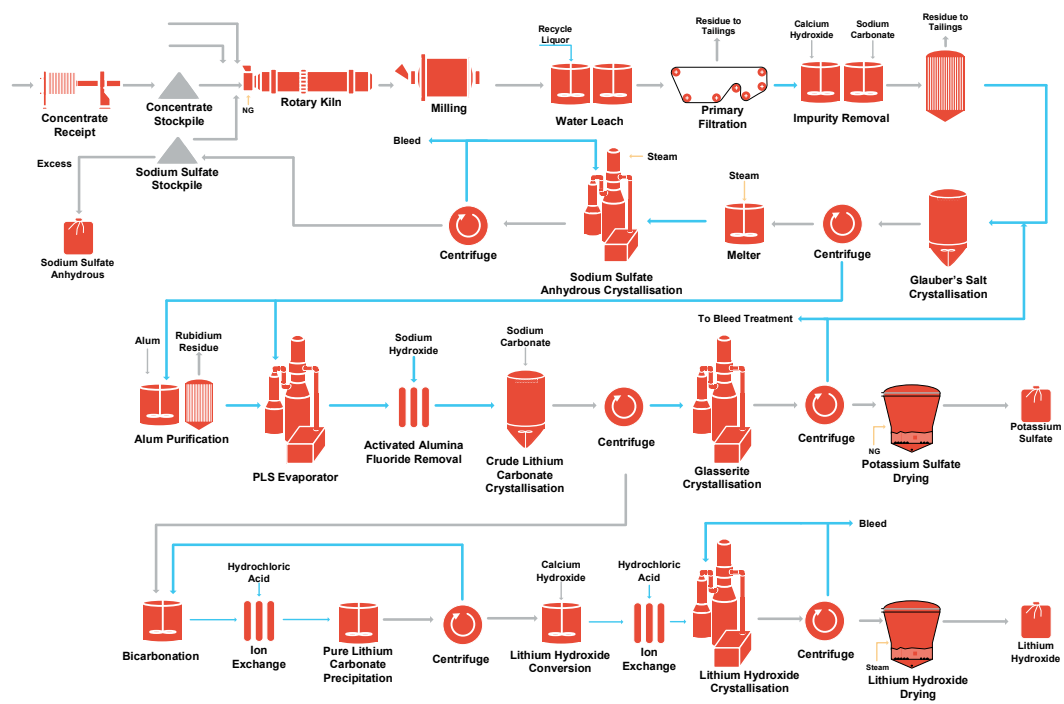 Recycle
Liquor
Residue to
Tailings
Calcium
Hydroxide
Sodium
Carbonate
Residue to
Tailings
Concentrate
Receipt
Concentrate
Stockpile
NG
Rotary Kiln
Milling
Water Leach
Primary
Filtration
Impurity Removal
Excess
Sodium Sulfate
Stockpile
Bleed
Steam
Steam
Sodium Sulfate
Anhydrous
Centrifuge
Sodium Sulfate
Anhydrous Crystallisation
Melter
Centrifuge
Glauber's Salt
Crystallisation
To Bleed Treatment
Alum
Rubidium
Residue
Sodium
Hydroxide
Sodium
Carbonate
Alum Purification
PLS Evaporator
Activated Alumina
Fluoride Removal
Crude Lithium
Carbonate
Crystallisation
Centrifuge
Glasserite
Crystallisation
Centrifuge
NG
Potassium Sulfate
Drying
Potassium
Sulfate
Bleed
Hydrochloric
Acid
Calcium
Hydroxide
Hydrochloric
Acid
Bicarbonation
Ion
Exchange
Pure Lithium
Carbonate
Precipitation
Centrifuge
Lithium Hydroxide
Conversion
Ion
Exchange
Lithium Hydroxide
Crystallisation
Centrifuge
Steam
Lithium Hydroxide
Drying
Lithium
Hydroxide